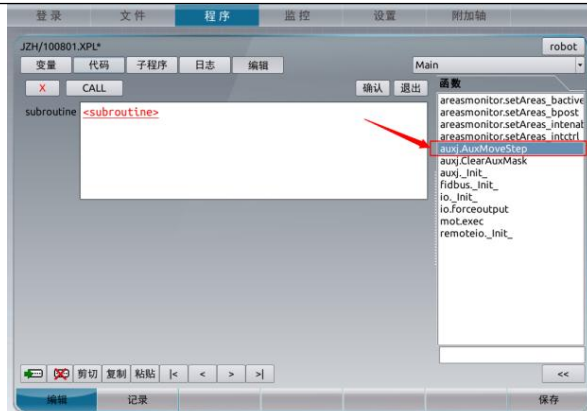 登录 文件 程序 监控 设置 附加轴
JZH/100801.XPL* robot
变量 代码 子程序 日志 编辑 Main
X CALL 确认 退出 函数
subroutine <subroutine>
areasmonitor.setAreas_bactive
areasmonitor.setAreas_bpost
areasmonitor.setAreas_intenat
areasmonitor.setAreas_intctrl
auxj.AuxMoveStep
auxj.ClearAuxMask
auxj._Init_
fidbus._Init_
io._Init_
io.forceoutput
mot.exec
remoteio._Init_
剪切 复制 粘贴 |< < > >| <<
编辑 记录 保存